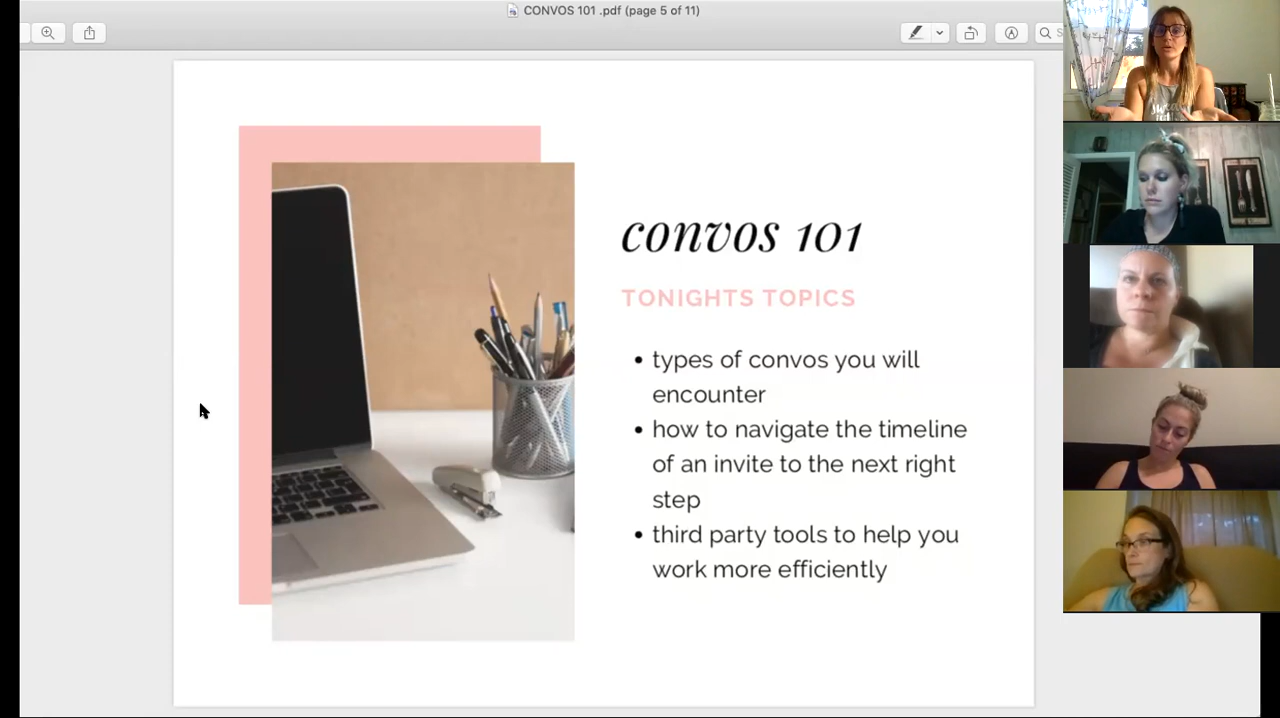 CONVOS 101 .pdf (page 5 of 11)
convos 101
TONIGHTS TOPICS
• types of convos you will
encounter
• how to navigate the timeline
of an invite to the next right
step
• third party tools to help you
work more efficiently